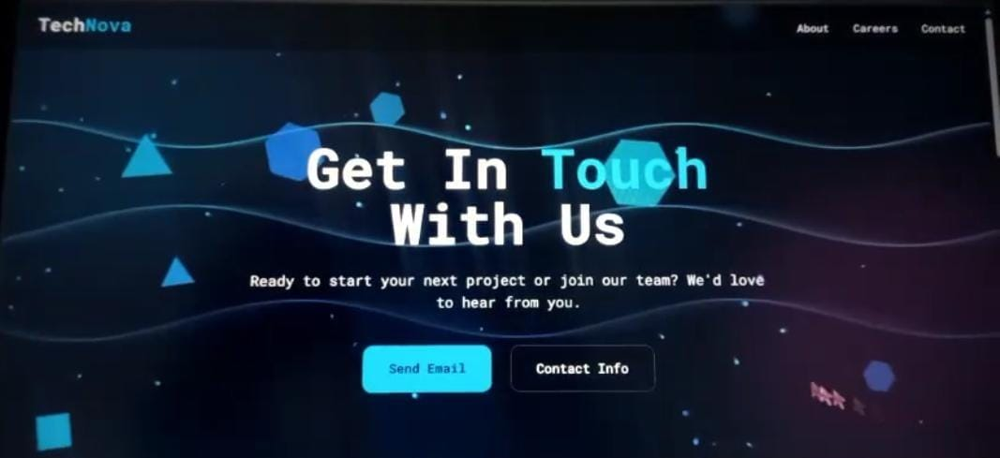 TechNova
About Careers Contact
Get In Touch
With Us
Ready to start your next project or join our team? We'd love
to hear from you.
Send Email Contact Info